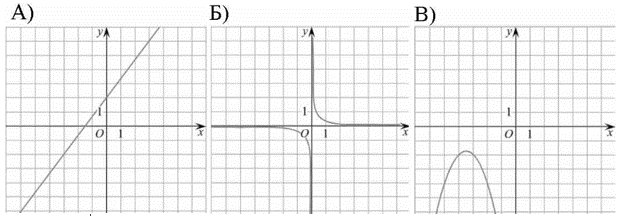 А) Б) В)
y y y
1 1 1
O 1 x O 1 x O 1 x